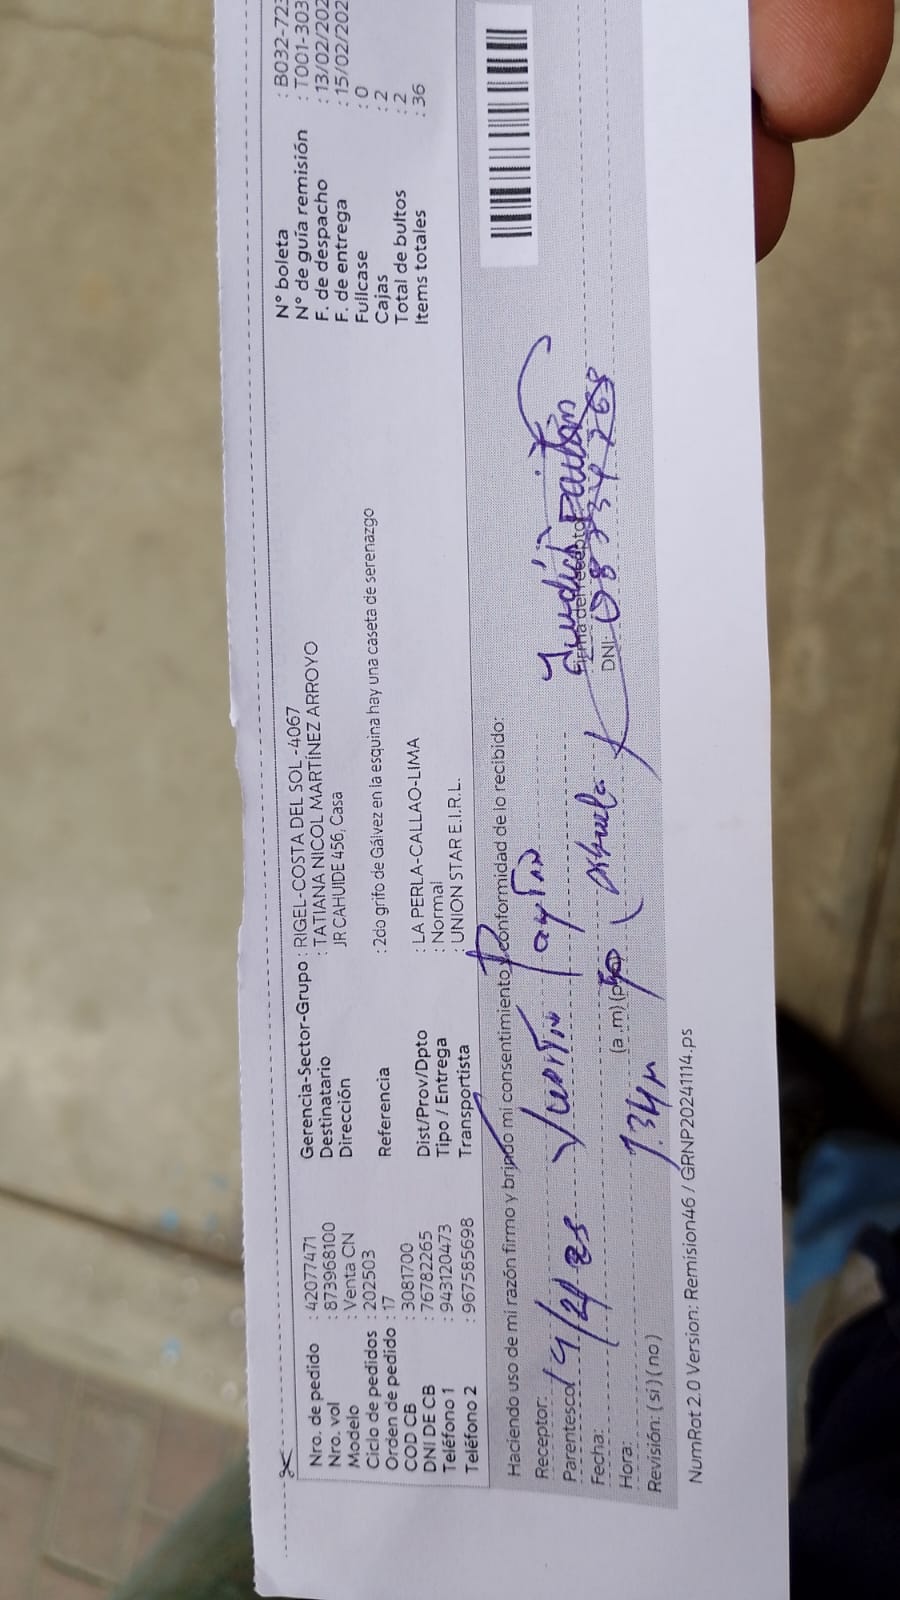 Nro. de pedido : 42077471
Nro. vol : 873968100
Modelo : Venta CN
Ciclo de pedidos : 202503
Orden de pedido : 17
COD CB : 3081700
DNI DE CB : 76782265
Teléfono 1 : 943120473
Teléfono 2 : 967585698
Gerencia-Sector-Grupo : RIGEL-COSTA DEL SOL -4067
Destinatario : TATIANA NICOL MARTÍNEZ ARROYO
Dirección JR CAHUIDE 456, Casa
Referencia : 2do grifo de Gálvez en la esquina hay una caseta de serenazgo
Dist/Prov/Dpto : LA PERLA-CALLAO-LIMA
Tipo / Entrega : Normal
Transportista : UNION STAR E.I.R.L.
N° boleta : B032-723
N° de guía remisión : T001-303
F. de despacho : 13/02/202
F. de entrega : 15/02/202
Fullcase : 0
Cajas : 2
Total de bultos : 2
Items totales : 36
Haciendo uso de mi razón firmo y brindo mi consentimiento y conformidad de lo recibido:
Receptor:
Parentesco:
Fecha:
Hora: (a .m) (p
Revisión: ( si ) ( no )
Firma del receptor
DNI:
Abuela
NumRot 2.0 Version: Remision46 / GRNP20241114.ps